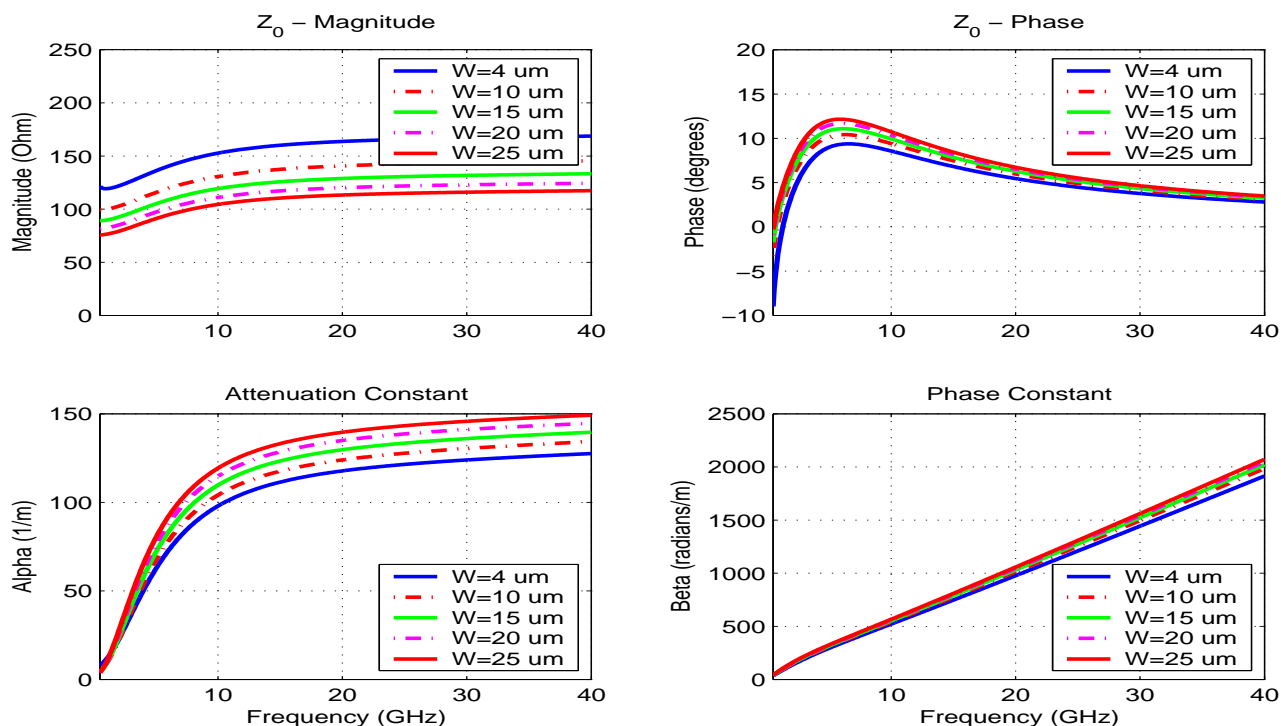 Z0 – Magnitude
250
200
150
100
50
0
10
20
30
40
Magnitude (Ohm)
W=4 um
W=10 um
W=15 um
W=20 um
W=25 um
Z0 – Phase
20
15
10
5
0
−5
−10
10
20
30
40
Phase (degrees)
W=4 um
W=10 um
W=15 um
W=20 um
W=25 um
Attenuation Constant
150
100
50
0
10
20
30
40
Alpha (1/m)
Frequency (GHz)
W=4 um
W=10 um
W=15 um
W=20 um
W=25 um
Phase Constant
2500
2000
1500
1000
500
0
10
20
30
40
Beta (radians/m)
Frequency (GHz)
W=4 um
W=10 um
W=15 um
W=20 um
W=25 um